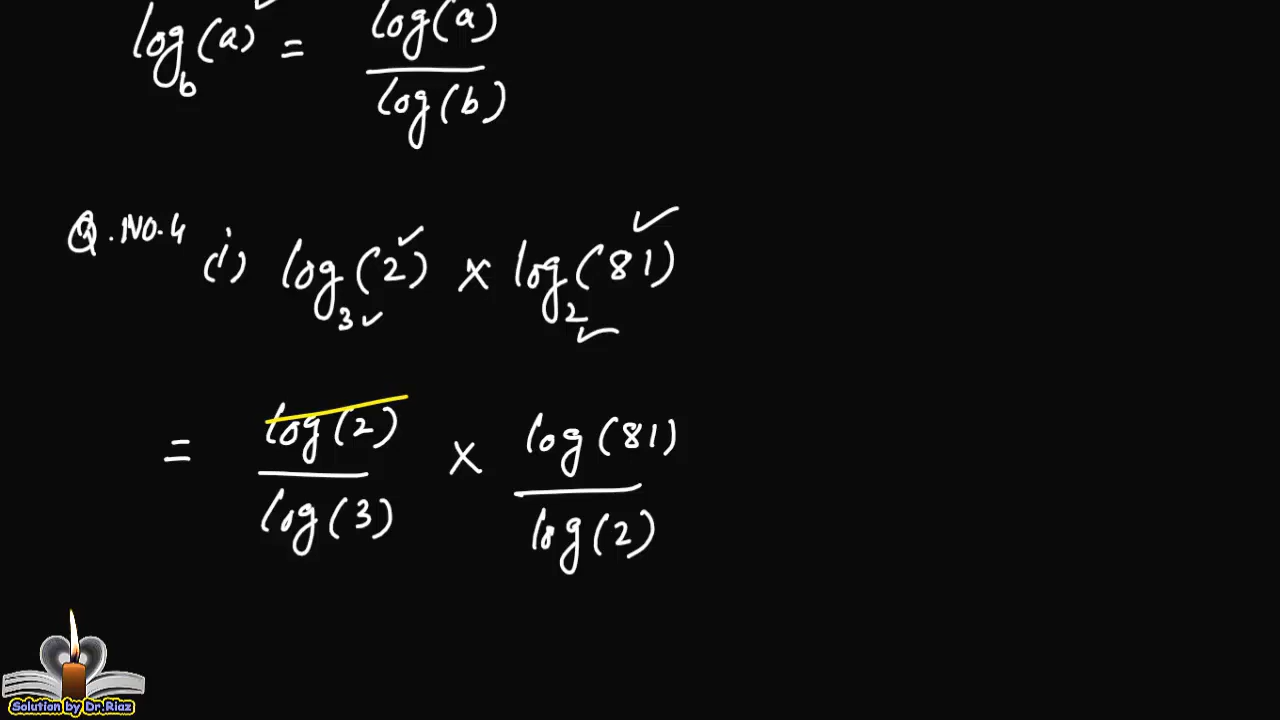 log_b(a) = log(a)/log(b)
Q.NO.4 (i) log_3(2) × log_2(81)
= log(2)/log(3) × log(81)/log(2)
Solution by Dr.Riaz